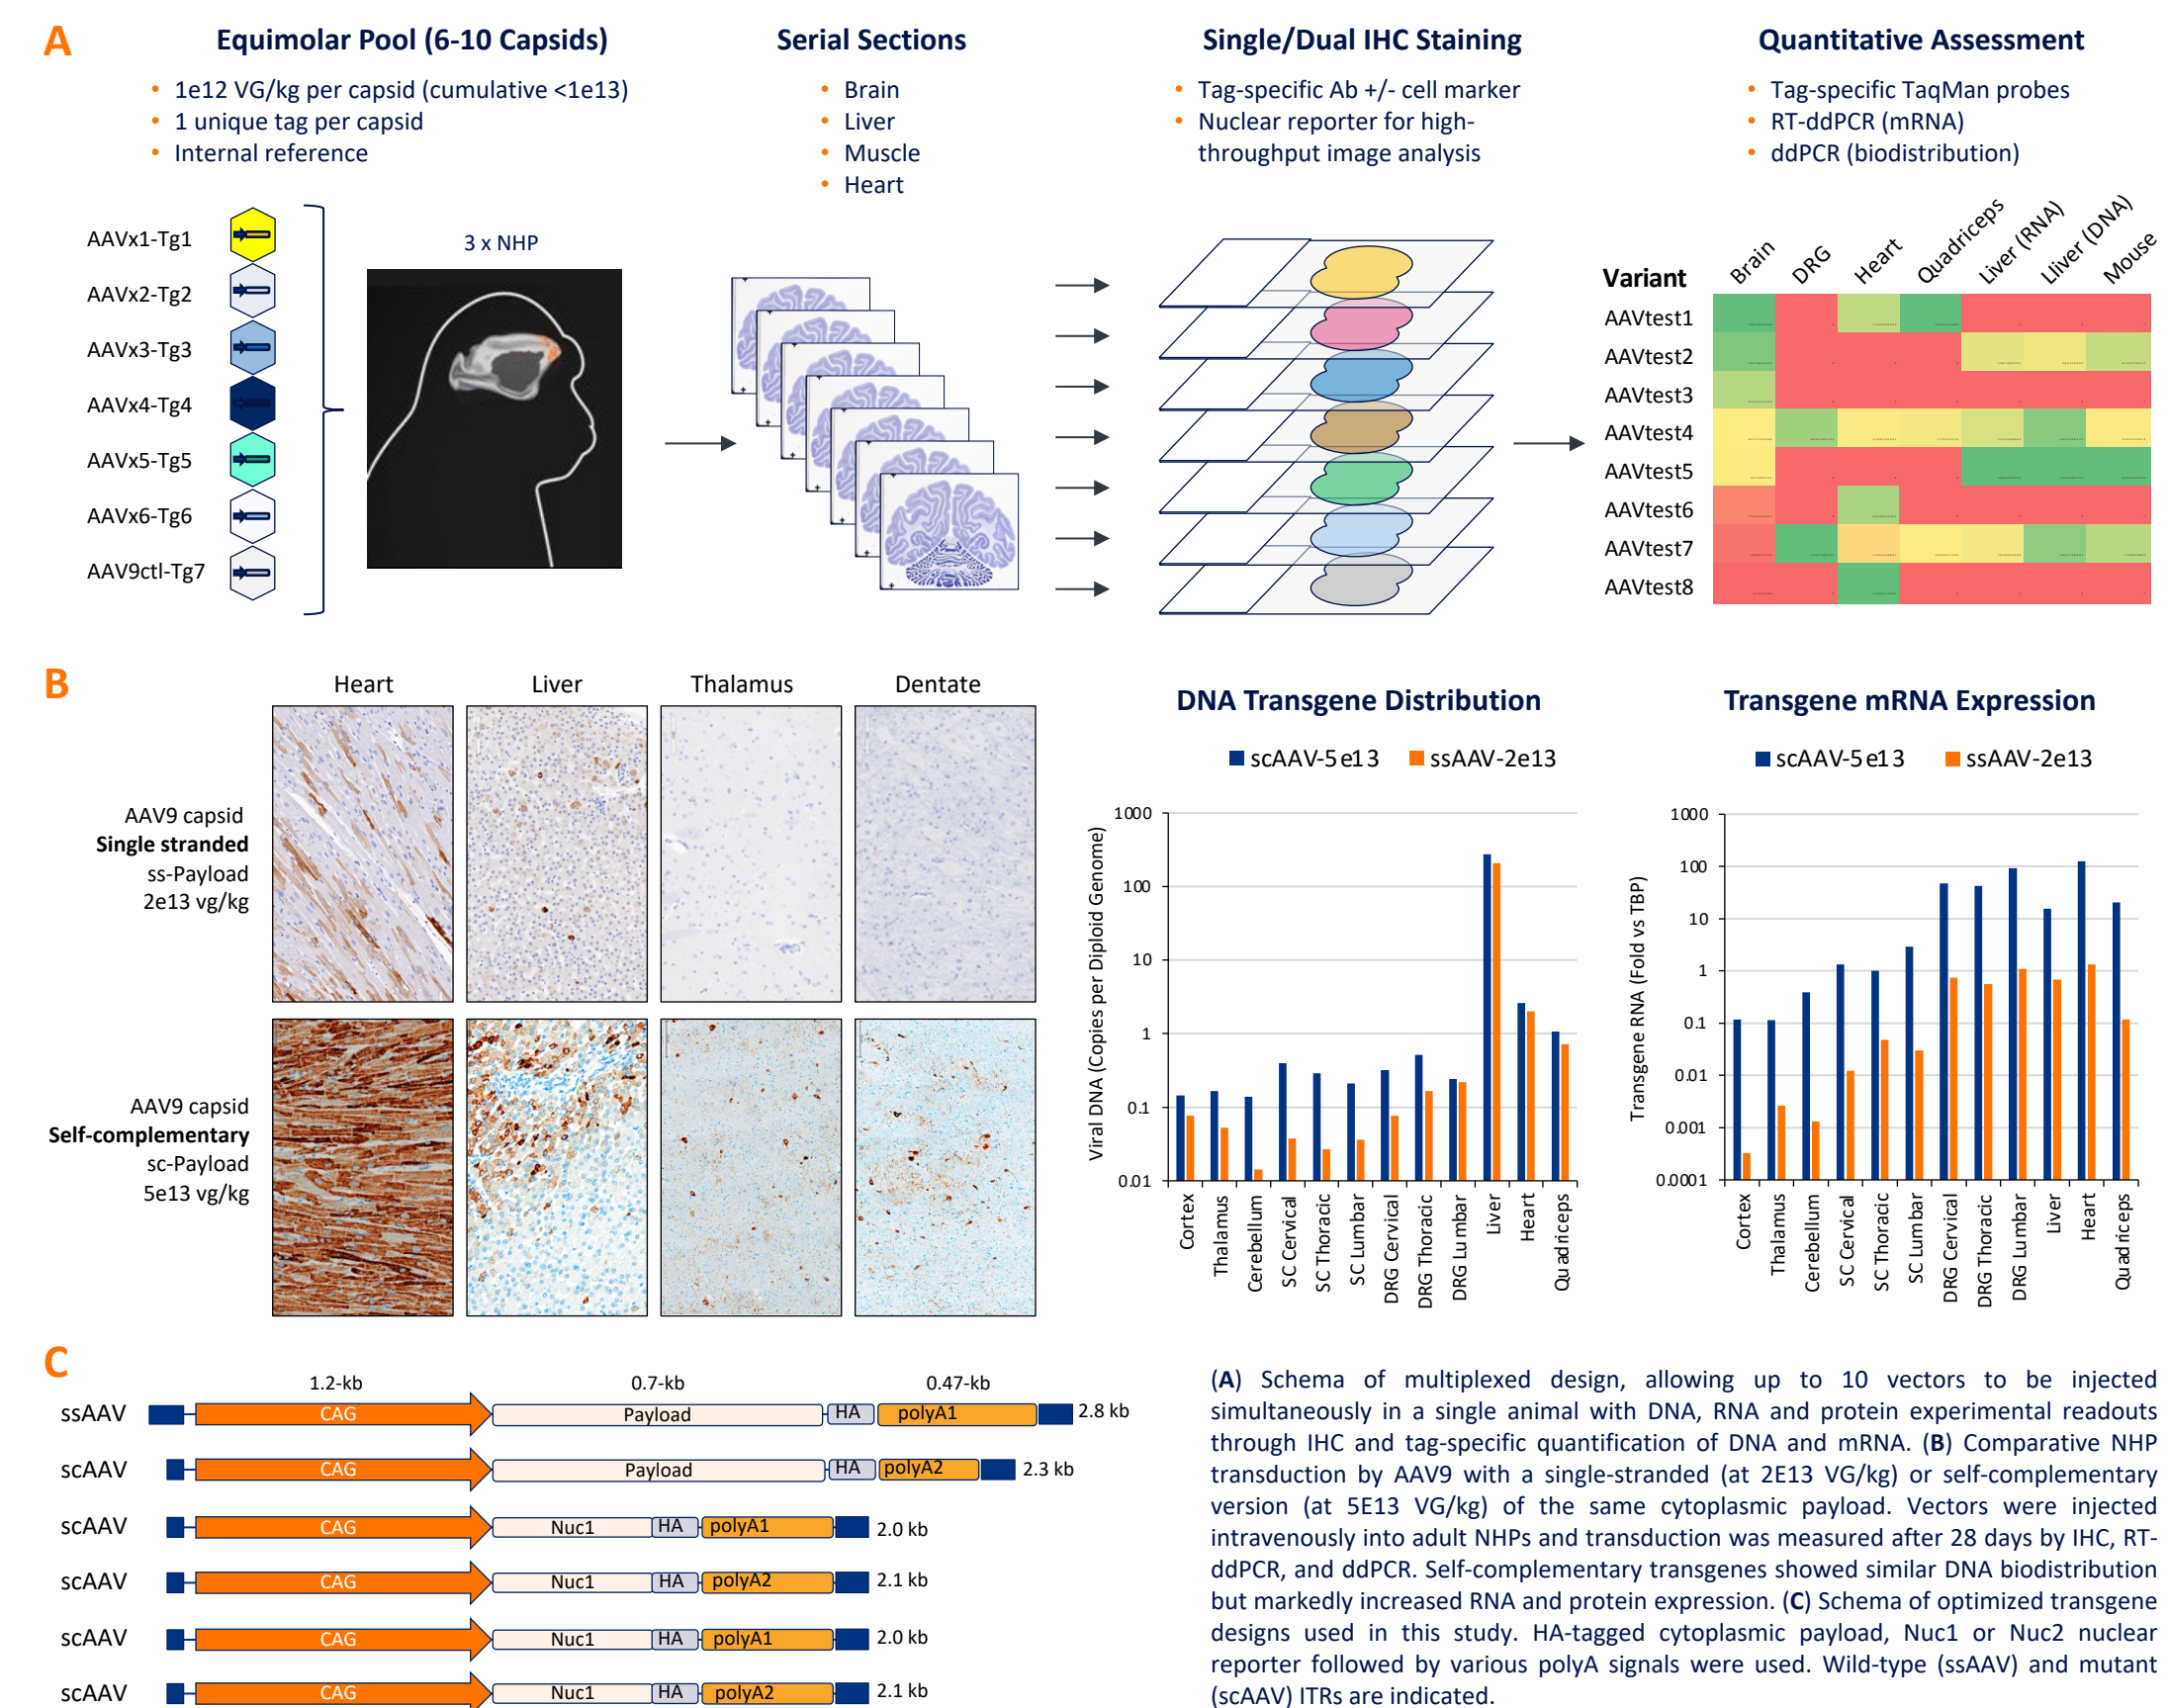 A
Equimolar Pool (6-10 Capsids)
• 1e12 VG/kg per capsid (cumulative <1e13)
• 1 unique tag per capsid
• Internal reference
Serial Sections
• Brain
• Liver
• Muscle
• Heart
Single/Dual IHC Staining
• Tag-specific Ab +/- cell marker
• Nuclear reporter for high-
throughput image analysis
Quantitative Assessment
• Tag-specific TaqMan probes
• RT-ddPCR (mRNA)
• ddPCR (biodistribution)
AAVx1-Tg1
AAVx2-Tg2
AAVx3-Tg3
AAVx4-Tg4
AAVx5-Tg5
AAVx6-Tg6
AAV9ctl-Tg7
3 x NHP
Variant
Brain
DRG
Heart
Quadriceps
Liver (RNA)
Lliver (DNA)
Mouse
AAVtest1
AAVtest2
AAVtest3
AAVtest4
AAVtest5
AAVtest6
AAVtest7
AAVtest8
B
Heart
Liver
Thalamus
Dentate
AAV9 capsid
Single stranded
ss-Payload
2e13 vg/kg
AAV9 capsid
Self-complementary
sc-Payload
5e13 vg/kg
DNA Transgene Distribution
scAAV-5e13
ssAAV-2e13
Viral DNA (Copies per Diploid Genome)
1000
100
10
1
0.1
0.01
Cortex
Thalamus
Cerebellum
SC Cervical
SC Thoracic
SC Lumbar
DRG Cervical
DRG Thoracic
DRG Lumbar
Liver
Heart
Quadriceps
Transgene mRNA Expression
scAAV-5e13
ssAAV-2e13
Transgene RNA (Fold vs TBP)
1000
100
10
1
0.1
0.01
0.001
0.0001
Cortex
Thalamus
Cerebellum
SC Cervical
SC Thoracic
SC Lumbar
DRG Cervical
DRG Thoracic
DRG Lumbar
Liver
Heart
Quadriceps
C
1.2-kb
0.7-kb
0.47-kb
ssAAV CAG Payload HA polyA1 2.8 kb
scAAV CAG Payload HA polyA2 2.3 kb
scAAV CAG Nuc1 HA polyA1 2.0 kb
scAAV CAG Nuc1 HA polyA2 2.1 kb
scAAV CAG Nuc1 HA polyA1 2.0 kb
scAAV CAG Nuc1 HA polyA2 2.1 kb
(A) Schema of multiplexed design, allowing up to 10 vectors to be injected
simultaneously in a single animal with DNA, RNA and protein experimental readouts
through IHC and tag-specific quantification of DNA and mRNA. (B) Comparative NHP
transduction by AAV9 with a single-stranded (at 2E13 VG/kg) or self-complementary
version (at 5E13 VG/kg) of the same cytoplasmic payload. Vectors were injected
intravenously into adult NHPs and transduction was measured after 28 days by IHC, RT-
ddPCR, and ddPCR. Self-complementary transgenes showed similar DNA biodistribution
but markedly increased RNA and protein expression. (C) Schema of optimized transgene
designs used in this study. HA-tagged cytoplasmic payload, Nuc1 or Nuc2 nuclear
reporter followed by various polyA signals were used. Wild-type (ssAAV) and mutant
(scAAV) ITRs are indicated.